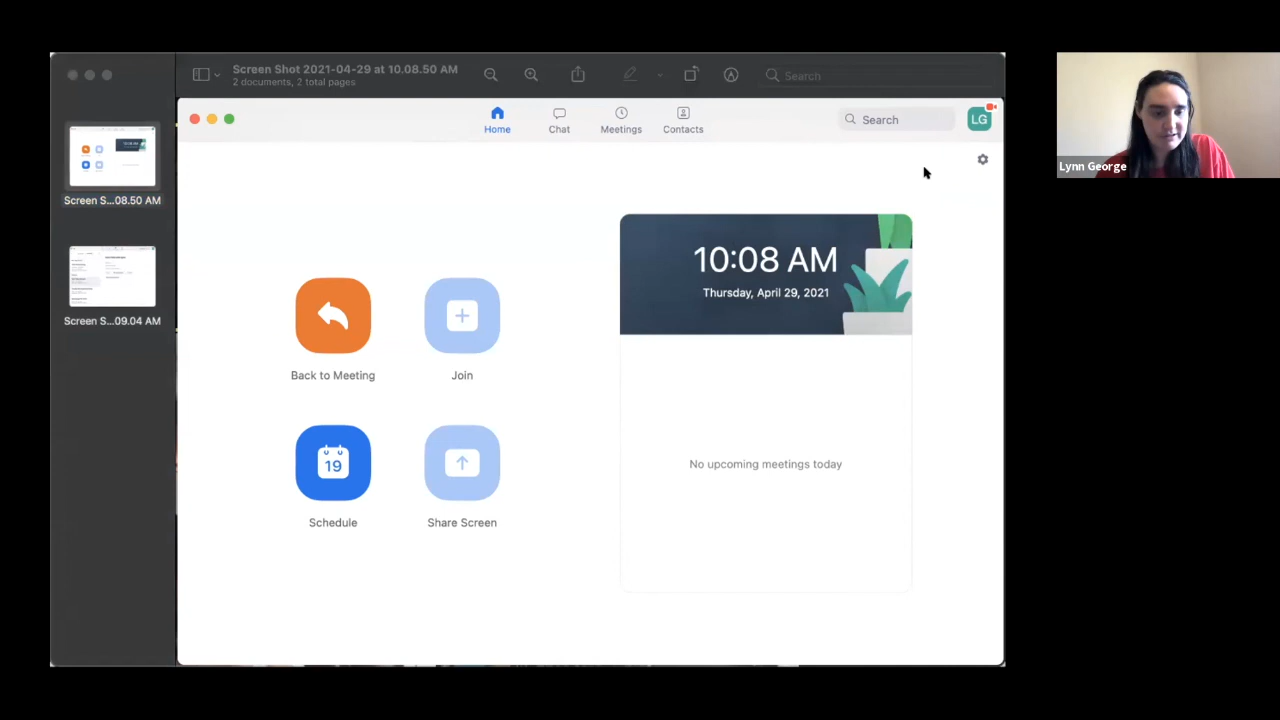 Screen Shot 2021-04-29 at 10.08.50 AM
2 documents, 2 total pages
Search
Screen S...08.50 AM
Screen S...09.04 AM
Home
Chat
Meetings
Contacts
Search
LG
10:08 AM
Thursday, April 29, 2021
Back to Meeting
Join
19
Schedule
Share Screen
No upcoming meetings today
Lynn George